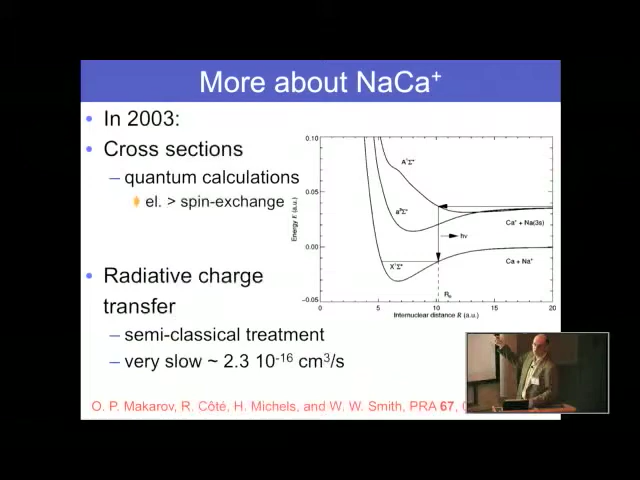 More about NaCa⁺
• In 2003:
• Cross sections
– quantum calculations
el. > spin-exchange
• Radiative charge
transfer
– semi-classical treatment
– very slow ~ 2.3 10⁻¹⁶ cm³/s
0.10
0.05
0.00
−0.05
Energy E (a.u.)
A¹Σ⁺
a³Σ⁺
X¹Σ⁺
Ca⁺ + Na(3s)
hν
Ca + Na⁺
0
5
10
15
20
Internuclear distance R (a.u.)
O. P. Makarov, R. Côté, H. Michels, and W. W. Smith, PRA 67,